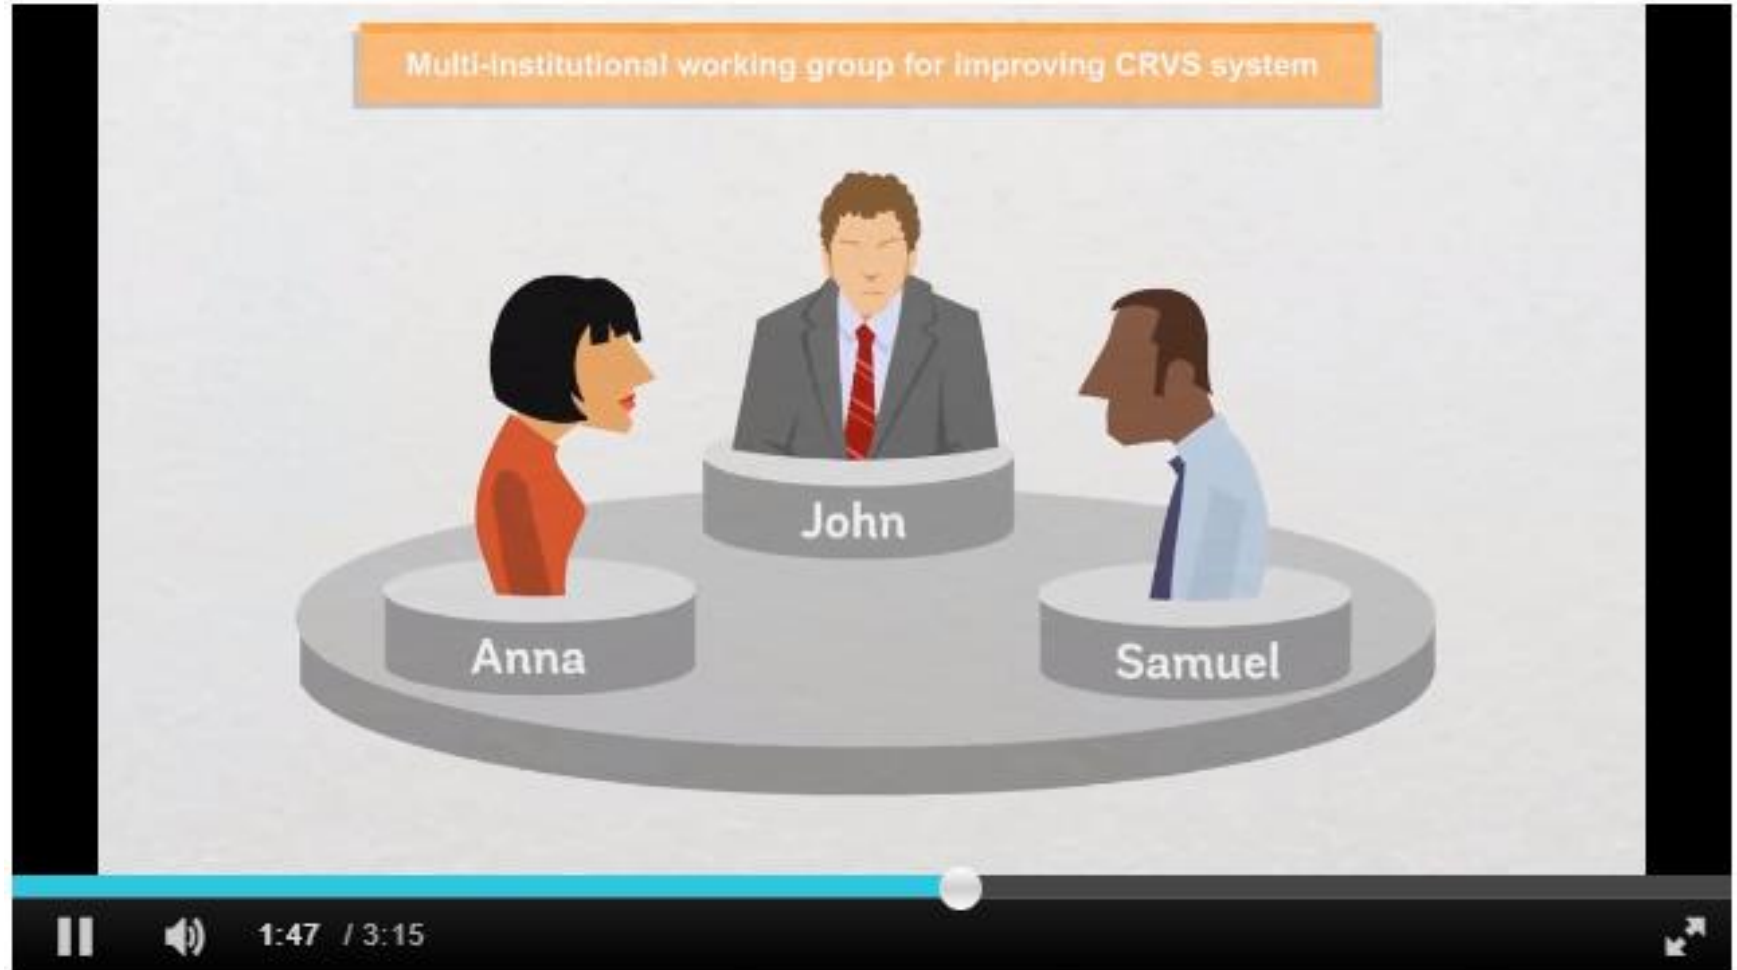 Multi-institutional working group for improving CRVS system
John
Anna
Samuel
1:47 / 3:15